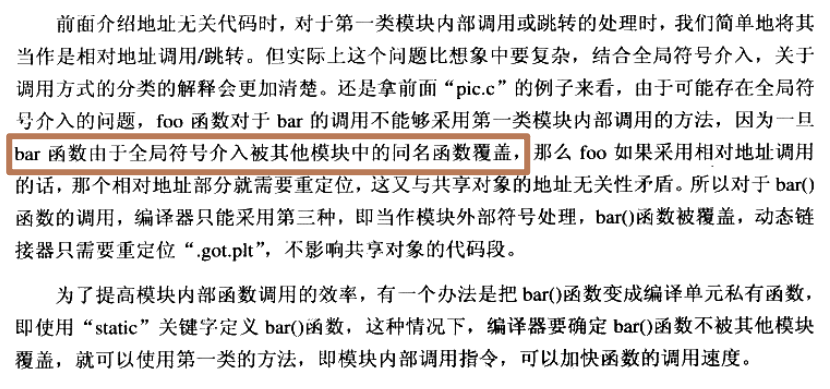 前面介绍地址无关代码时，对于第一类模块内部调用或跳转的处理时，我们简单地将其
当作是相对地址调用/跳转。但实际上这个问题比想象中要复杂，结合全局符号介入，关于
调用方式的分类的解释会更加清楚。还是拿前面“pic.c”的例子来看，由于可能存在全局符
号介入的问题，foo 函数对于 bar 的调用不能够采用第一类模块内部调用的方法，因为一旦
bar 函数由于全局符号介入被其他模块中的同名函数覆盖，那么 foo 如果采用相对地址调用
的话，那个相对地址部分就需要重定位，这又与共享对象的地址无关性矛盾。所以对于 bar()
函数的调用，编译器只能采用第三种，即当作模块外部符号处理，bar()函数被覆盖，动态链
接器只需要重定位“.got.plt”，不影响共享对象的代码段。
为了提高模块内部函数调用的效率，有一个办法是把 bar()函数变成编译单元私有函数，
即使用“static”关键字定义 bar()函数，这种情况下，编译器要确定 bar()函数不被其他模块
覆盖，就可以使用第一类的方法，即模块内部调用指令，可以加快函数的调用速度。